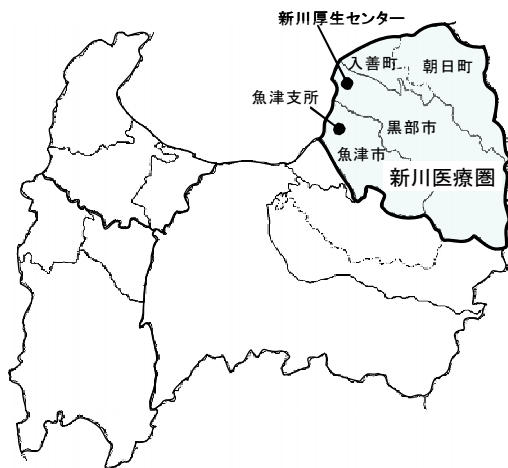 新川厚生センター
入善町
朝日町
魚津支所
黒部市
魚津市
新川医療圏